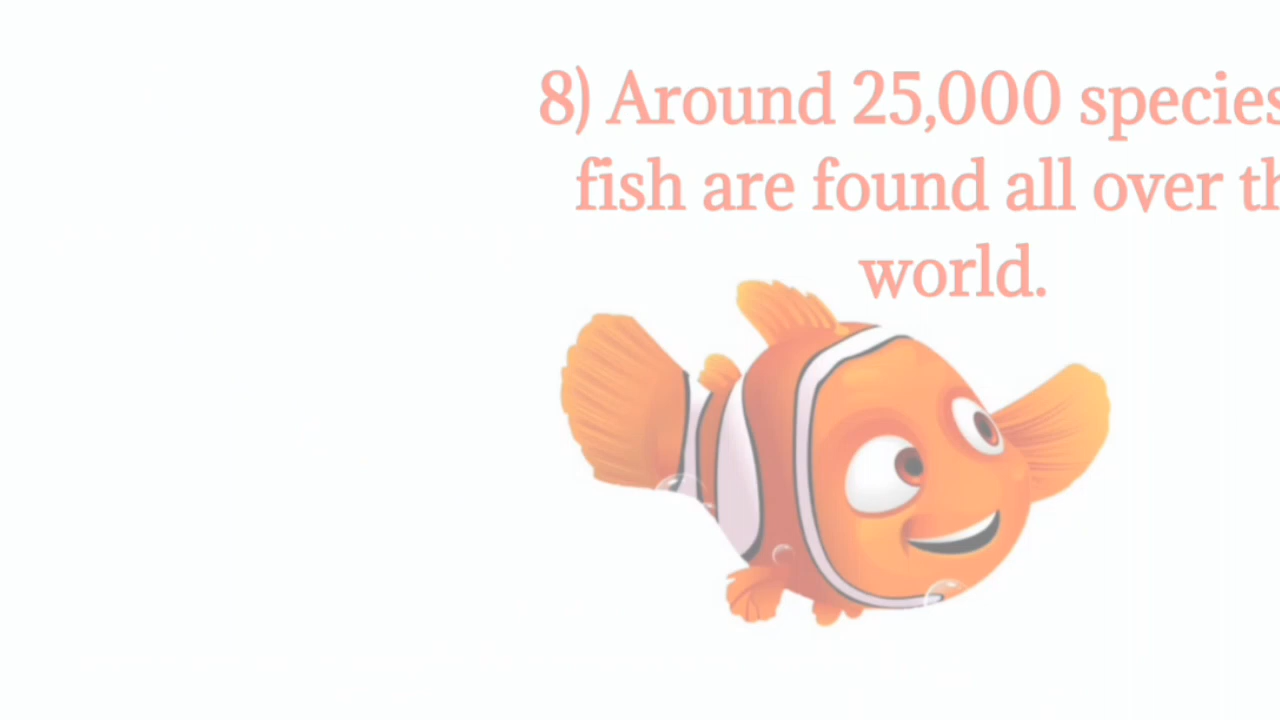 8) Around 25,000 species
fish are found all over th
world.